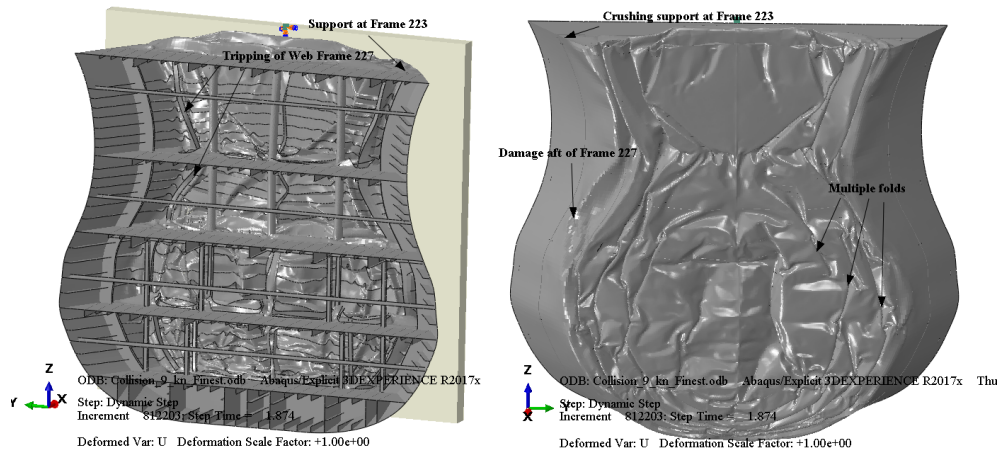 Support at Frame 223
Tripping of Web Frame 227
Z
Y
X
ODB: Collision_9_kn_Finest.odb Abaqus/Explicit 3DEXPERIENCE R2017x
Step: Dynamic Step
Increment 812203: Step Time = 1.874
Deformed Var: U Deformation Scale Factor: +1.00e+00
Crushing support at Frame 223
Damage aft of Frame 227
Multiple folds
Z
Y
X
ODB: Collision_9_kn_Finest.odb Abaqus/Explicit 3DEXPERIENCE R2017x Thu
Step: Dynamic Step
Increment 812203: Step Time = 1.874
Deformed Var: U Deformation Scale Factor: +1.00e+00